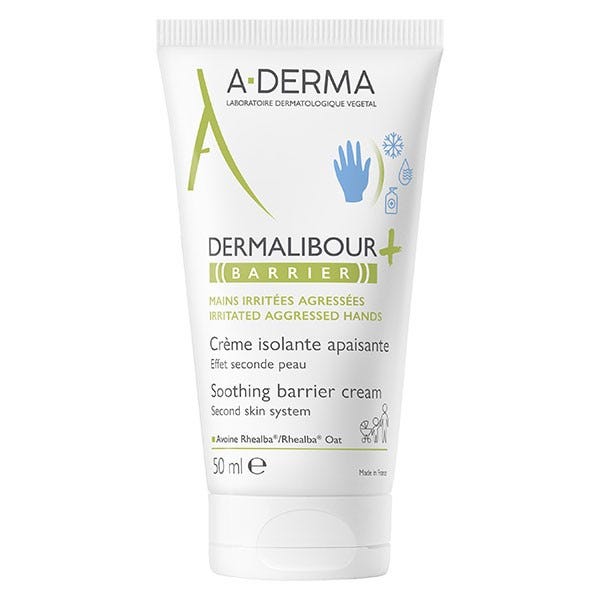 A-DERMA
LABORATOIRE DERMATOLOGIQUE VEGETAL
DERMALIBOUR+
((BARRIER))
MAINS IRRITÉES AGRESSÉES
IRRITATED AGGRESSED HANDS
Crème isolante apaisante
Effet seconde peau
Soothing barrier cream
Second skin system
Avoine Rhealba®/Rhealba® Oat
50 ml ℮
Made in France